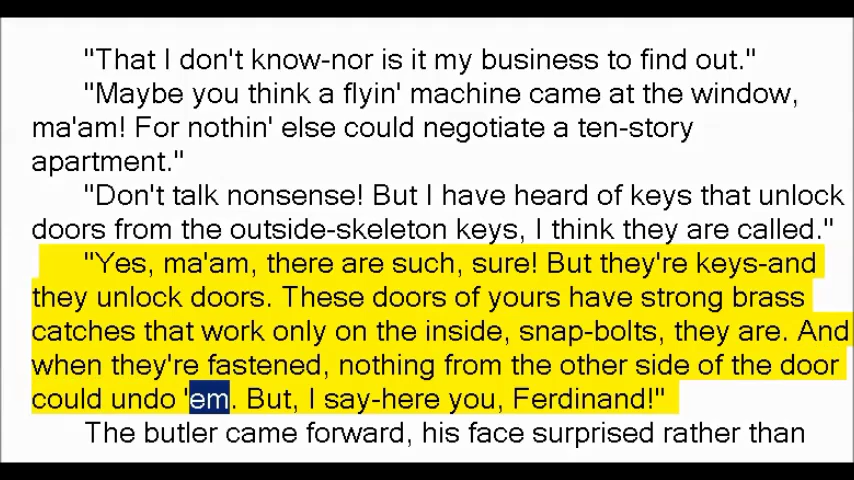 "That I don't know-nor is it my business to find out."
"Maybe you think a flyin' machine came at the window,
ma'am! For nothin' else could negotiate a ten-story
apartment."
"Don't talk nonsense! But I have heard of keys that unlock
doors from the outside-skeleton keys, I think they are called."
"Yes, ma'am, there are such, sure! But they're keys-and
they unlock doors. These doors of yours have strong brass
catches that work only on the inside, snap-bolts, they are. And
when they're fastened, nothing from the other side of the door
could undo 'em. But, I say-here you, Ferdinand!"
The butler came forward, his face surprised rather than